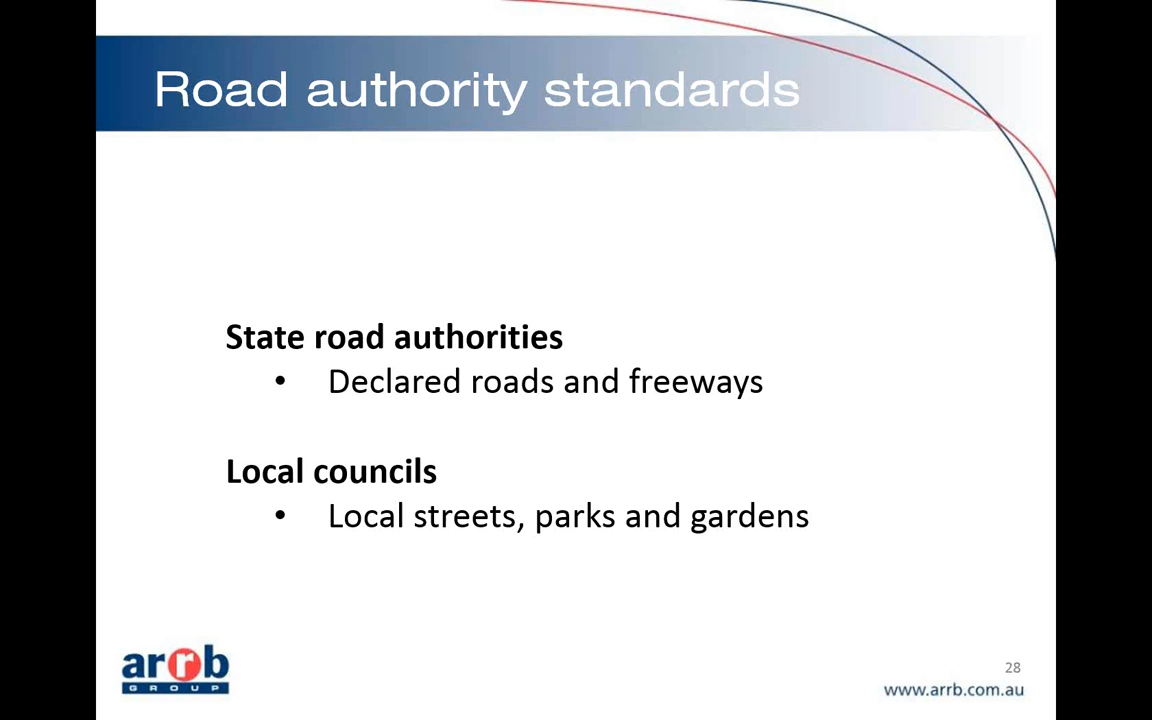 Road authority standards
State road authorities
• Declared roads and freeways
Local councils
• Local streets, parks and gardens
arrb
GROUP
28
www.arrb.com.au